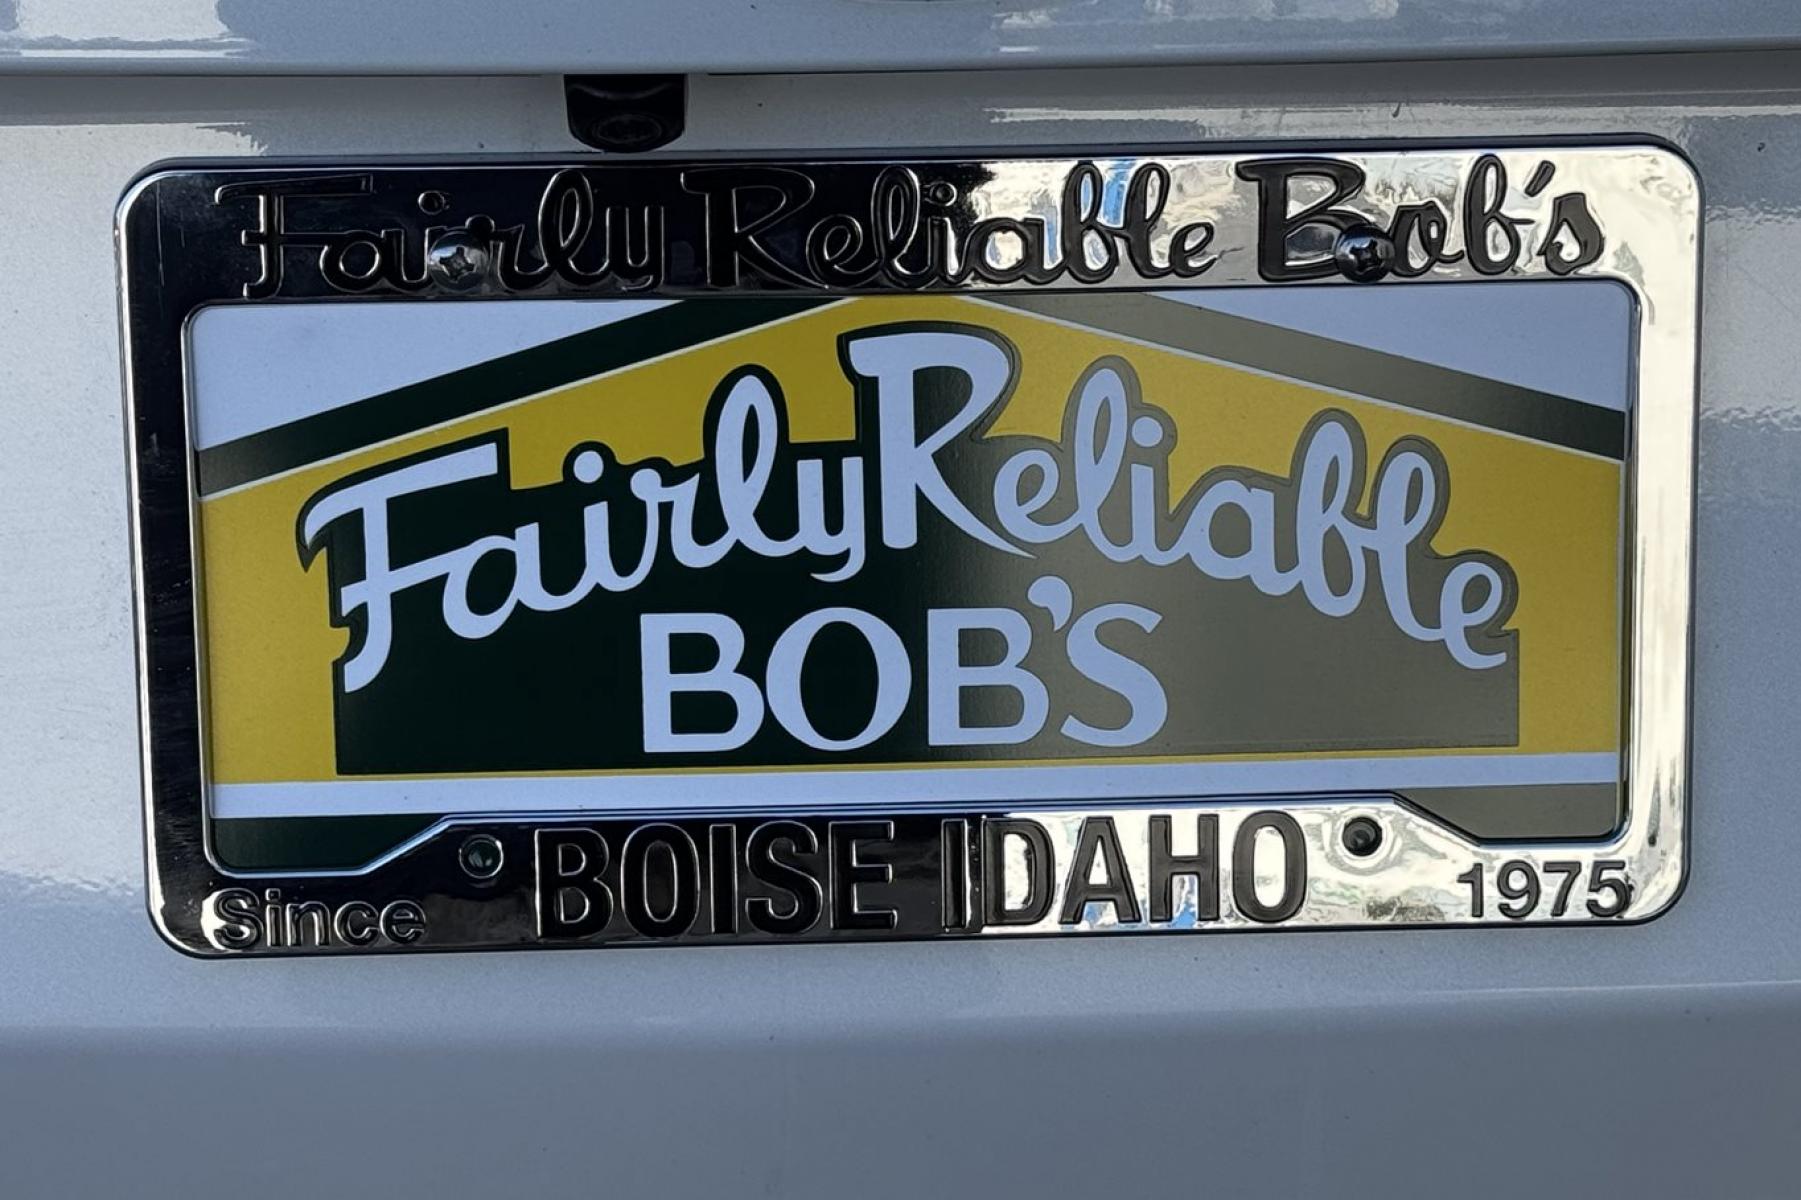 Fairly Reliable Bob's
Fairly Reliable
BOB'S
Since BOISE IDAHO 1975